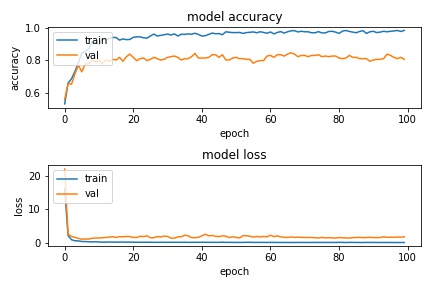 model accuracy
1.0
0.8
0.6
accuracy
train
val
0 20 40 60 80 100
epoch
model loss
20
10
0
loss
train
val
0 20 40 60 80 100
epoch